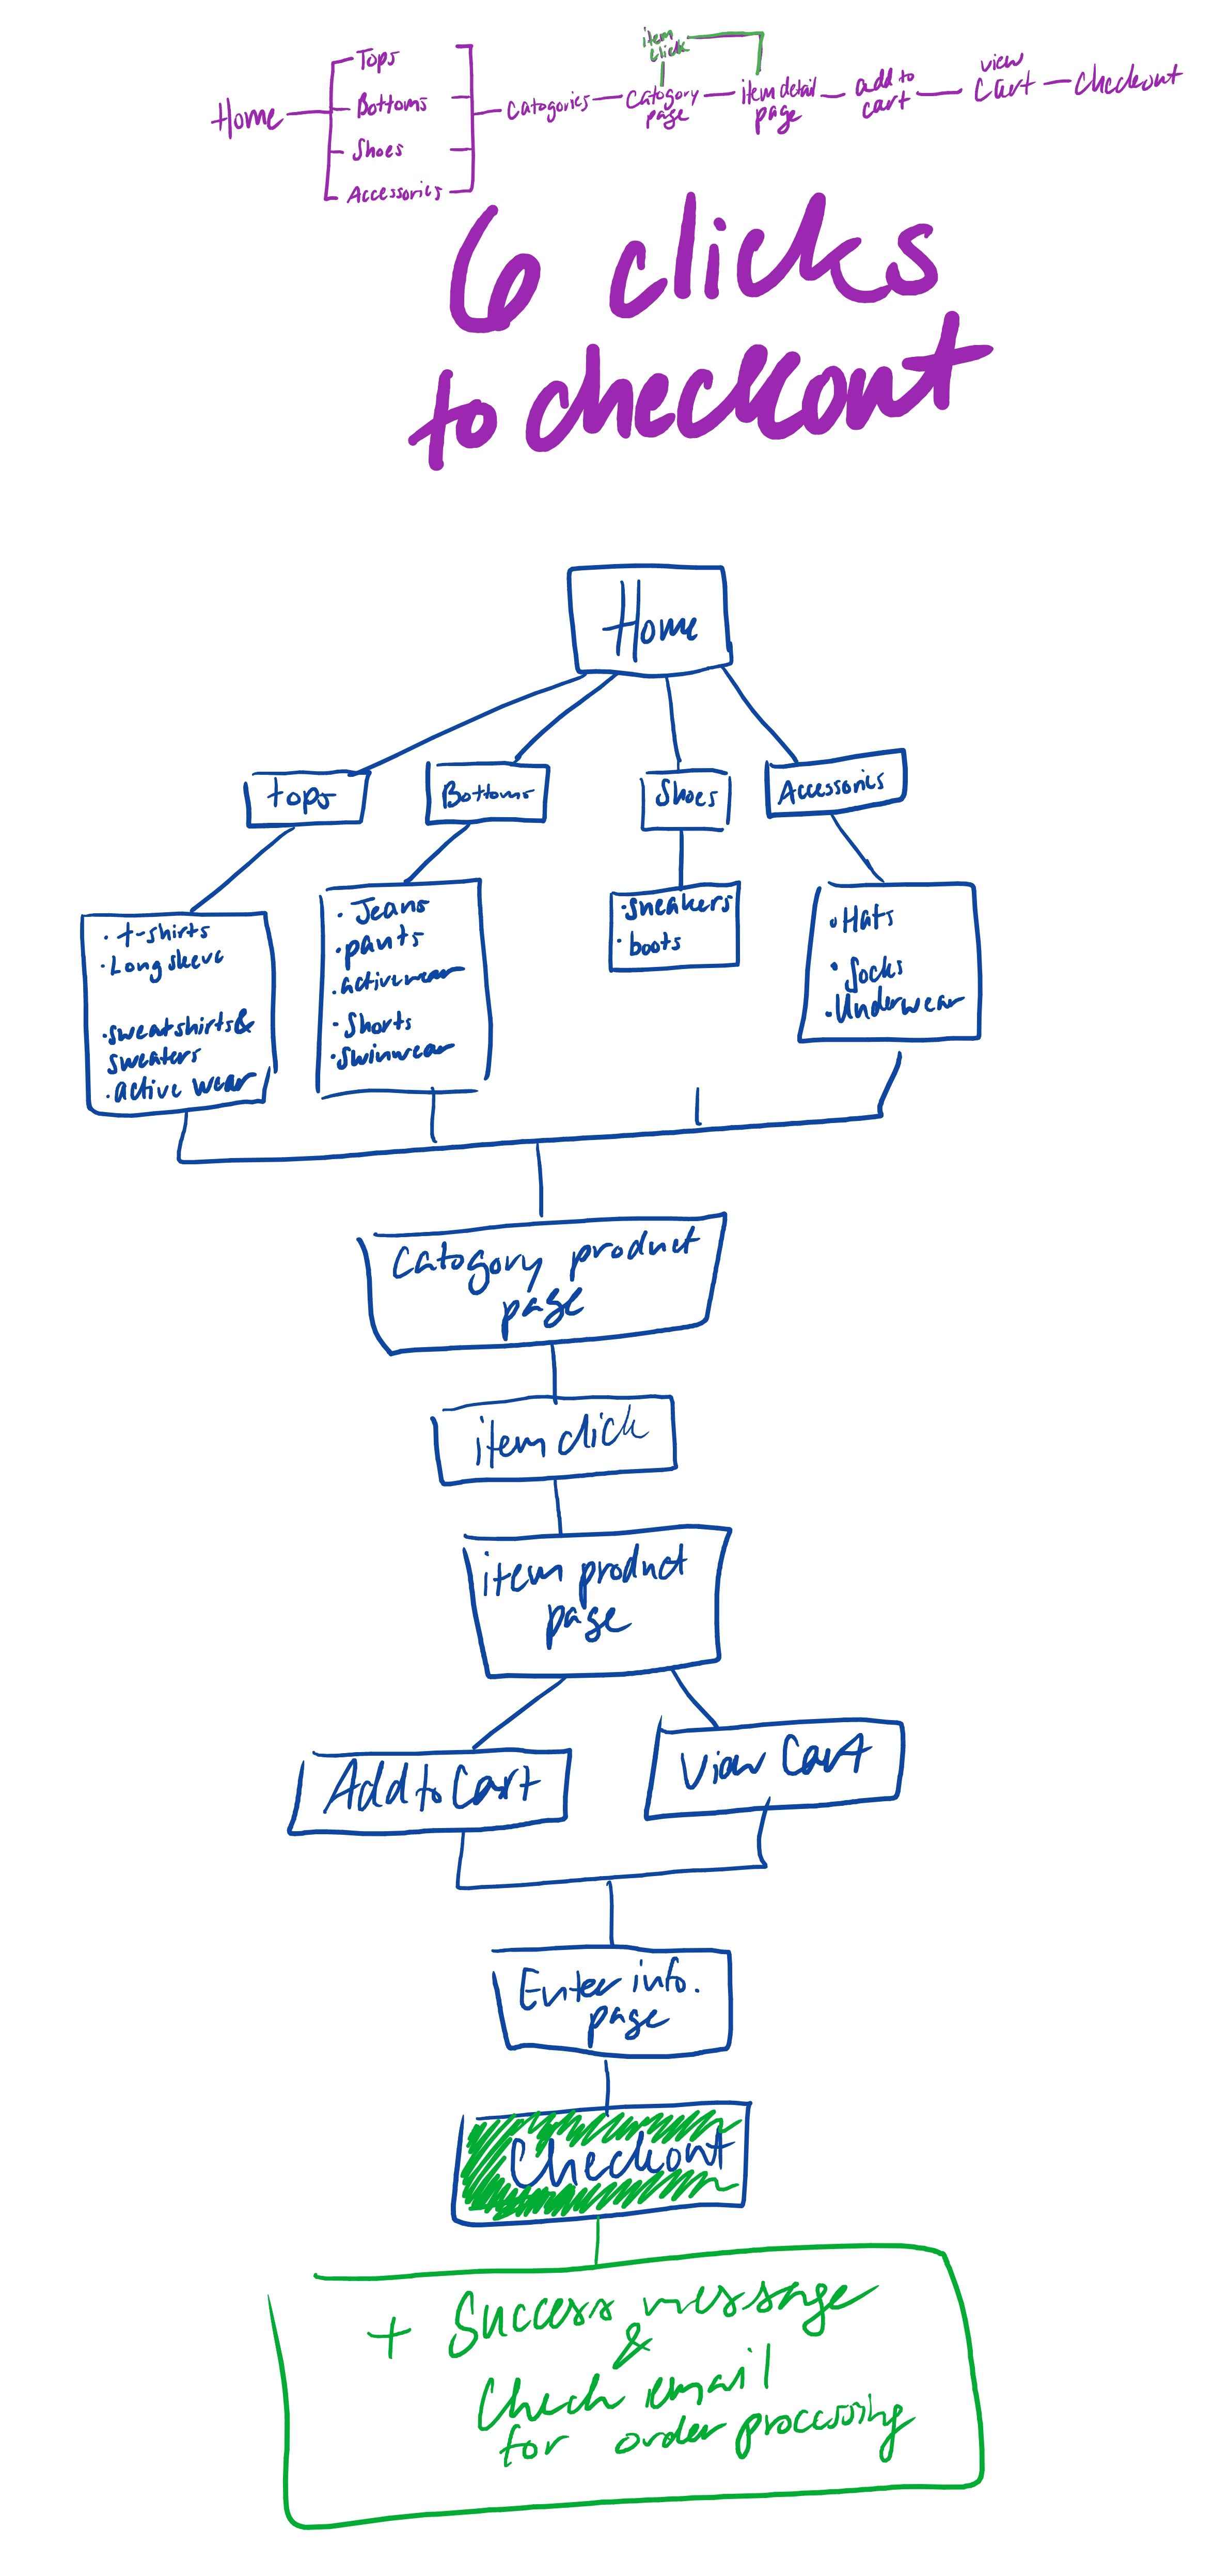 item
click
Tops
Home
Bottoms
Shoes
Accessories
Catogories
Catogory
page
item detail
page
add to
cart
view
cart
checkout
6 clicks
to checkout
Home
tops
Bottoms
Shoes
Accessories
· t-shirts
· Long sleeve
· sweatshirts &
sweaters
· active wear
· Jeans
· pants
· activewear
· Shorts
· swimwear
· sneakers
· boots
· Hats
· Socks
· Underwear
Catogory product
page
item click
item product
page
Add to Cart
View Cart
Enter info.
page
Checkout
+ Success message
&
Check email
for order processing